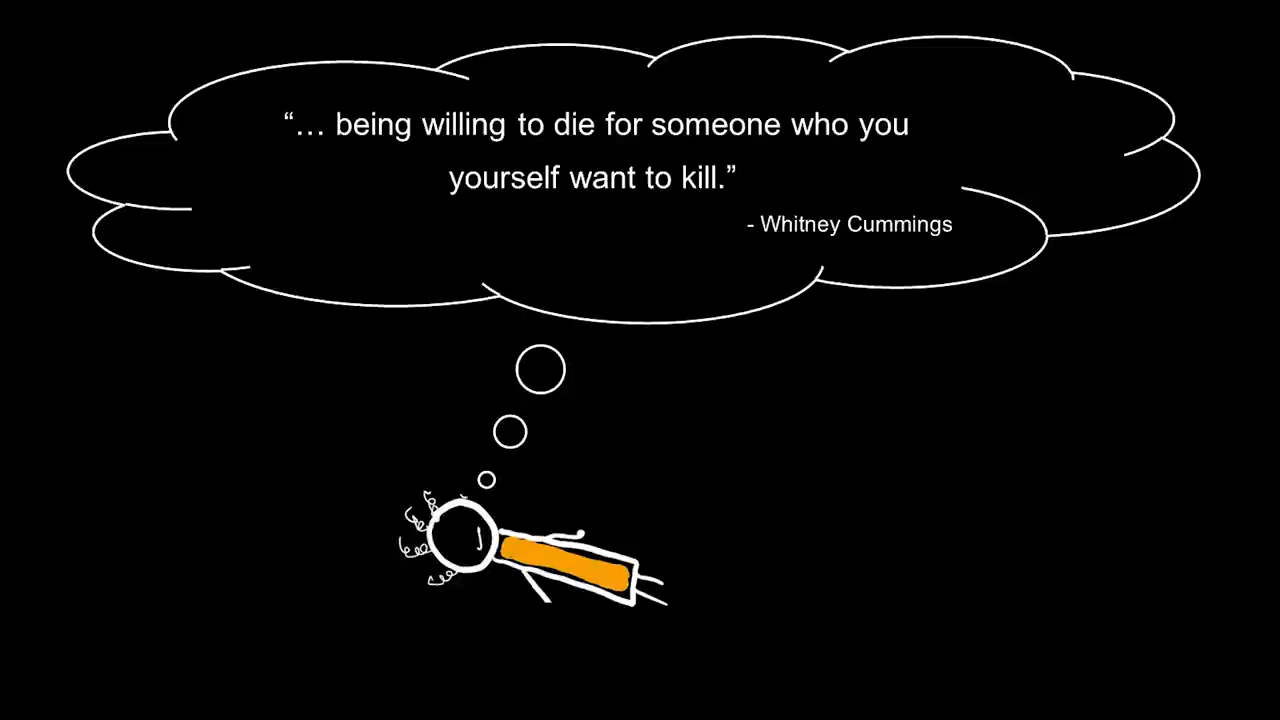 “… being willing to die for someone who you
yourself want to kill.”
- Whitney Cummings